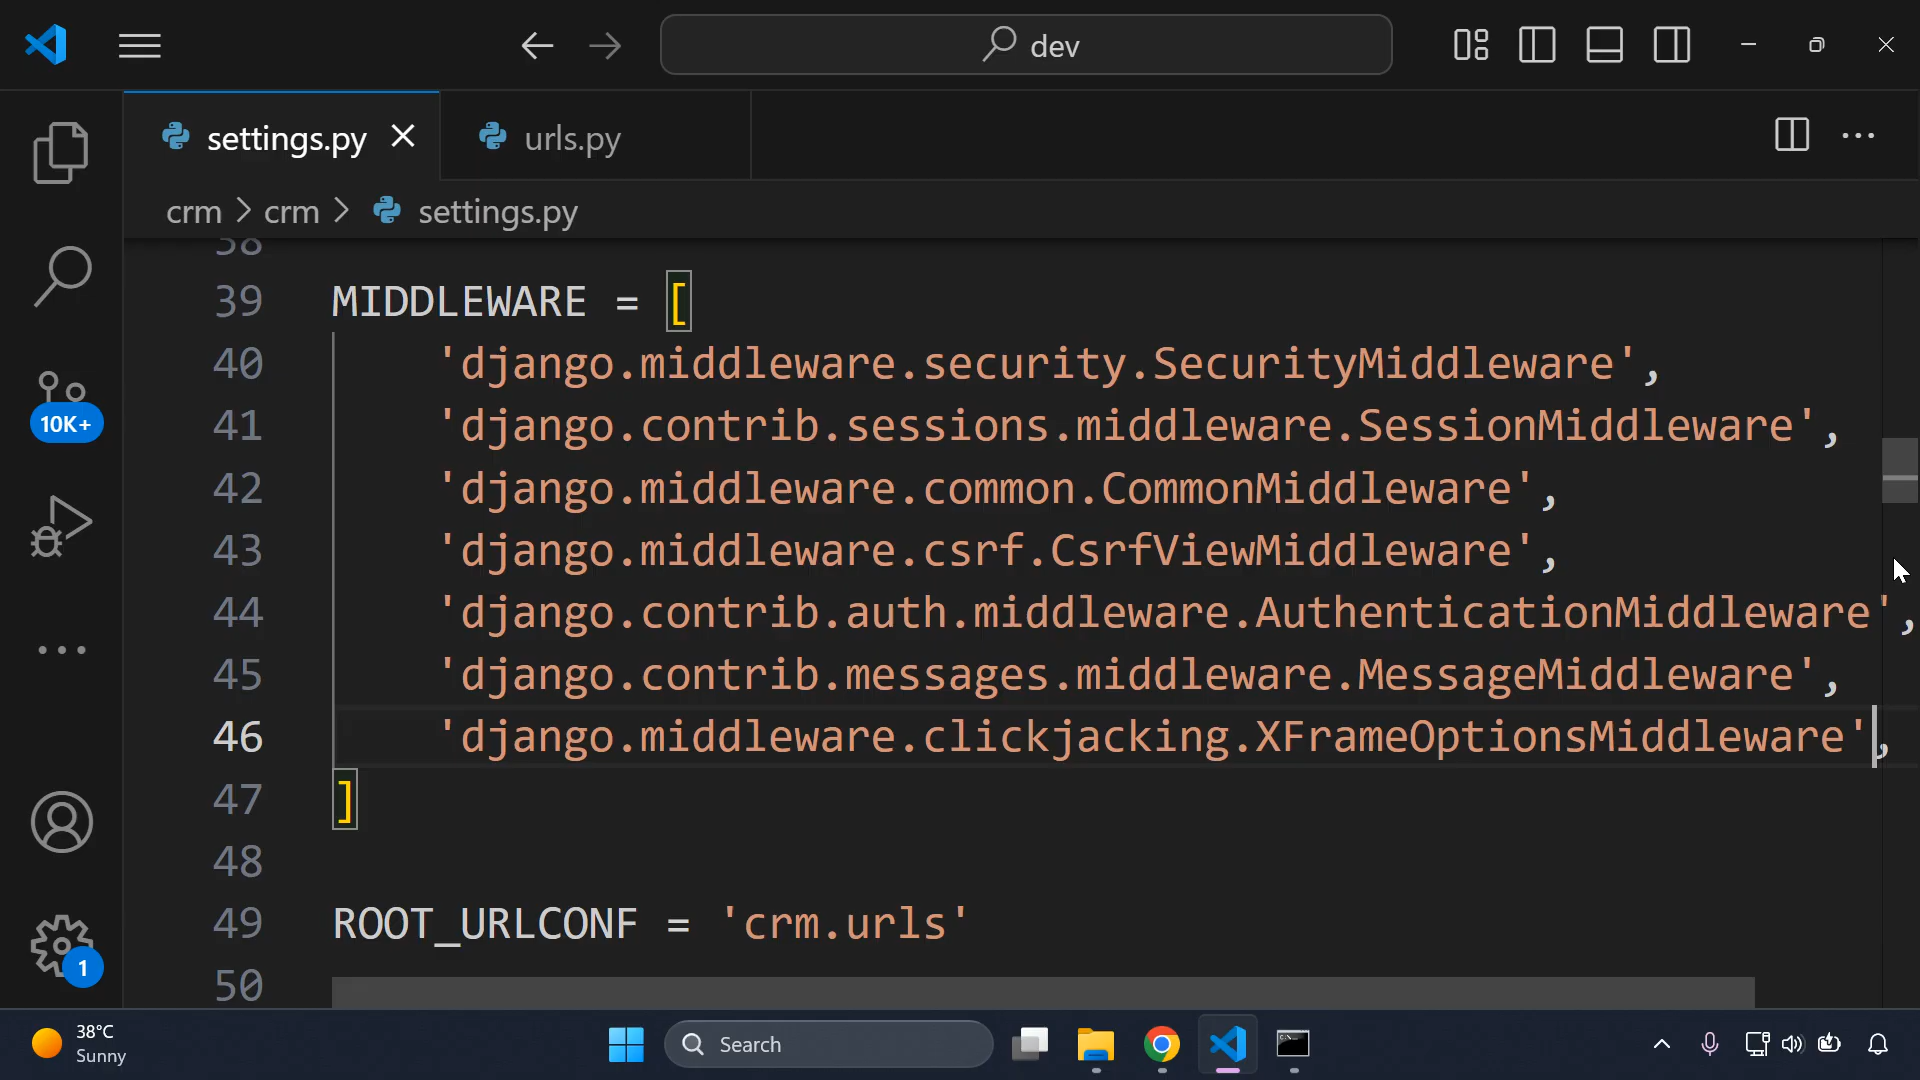 dev
settings.py
urls.py
crm > crm > settings.py
38
39 MIDDLEWARE = [
40 'django.middleware.security.SecurityMiddleware',
41 'django.contrib.sessions.middleware.SessionMiddleware',
42 'django.middleware.common.CommonMiddleware',
43 'django.middleware.csrf.CsrfViewMiddleware',
44 'django.contrib.auth.middleware.AuthenticationMiddleware',
45 'django.contrib.messages.middleware.MessageMiddleware',
46 'django.middleware.clickjacking.XFrameOptionsMiddleware',
47 ]
48
49 ROOT_URLCONF = 'crm.urls'
50
10K+
1
38°C
Sunny
Search